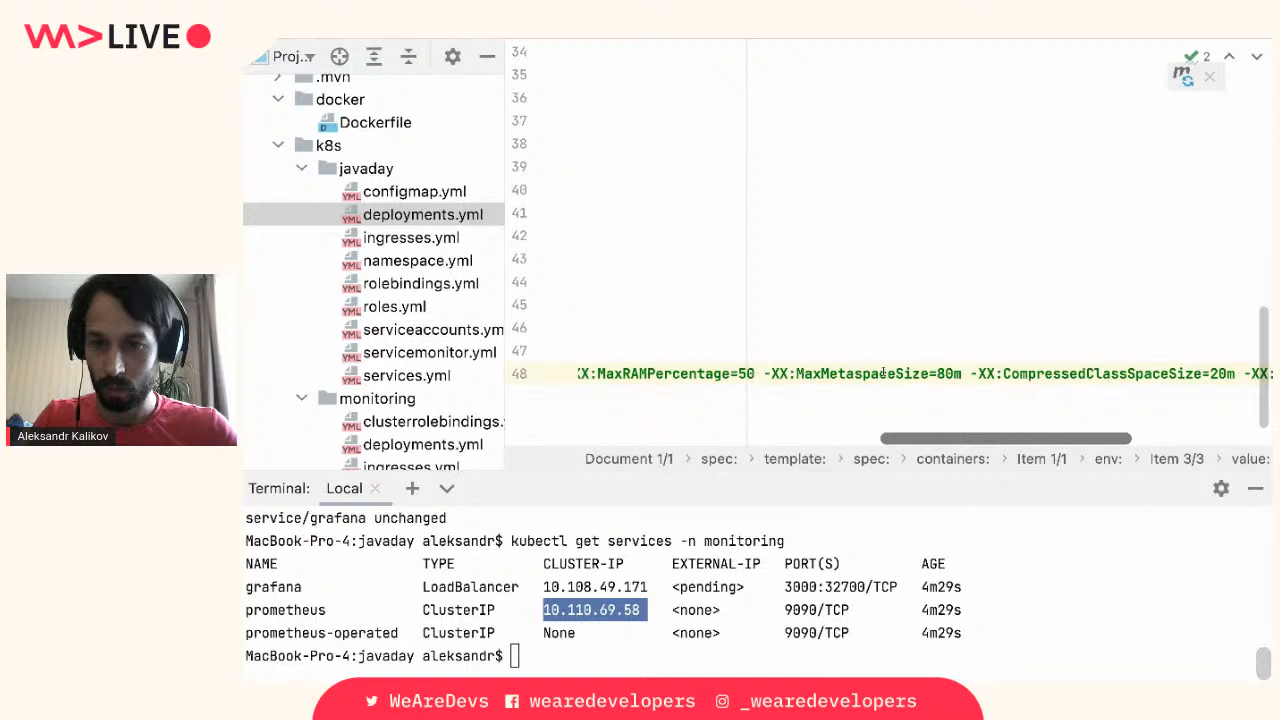 WA>LIVE
Proj..
.mvn
docker
Dockerfile
k8s
javaday
configmap.yml
deployments.yml
ingresses.yml
namespace.yml
rolebindings.yml
roles.yml
serviceaccounts.ym
servicemonitor.yml
services.yml
monitoring
clusterrolebindings.
deployments.yml
ingresses.yml
34
35
36
37
38
39
40
41
42
43
44
45
46
47
48 X:MaxRAMPercentage=50 -XX:MaxMetaspaceSize=80m -XX:CompressedClassSpaceSize=20m -XX:
2
Document 1/1 > spec: > template: > spec: > containers: > Item 1/1 > env: > Item 3/3 > value:
Aleksandr Kalikov
Terminal: Local
service/grafana unchanged
MacBook-Pro-4:javaday aleksandr$ kubectl get services -n monitoring
NAME TYPE CLUSTER-IP EXTERNAL-IP PORT(S) AGE
grafana LoadBalancer 10.108.49.171 <pending> 3000:32700/TCP 4m29s
prometheus ClusterIP 10.110.69.58 <none> 9090/TCP 4m29s
prometheus-operated ClusterIP None <none> 9090/TCP 4m29s
MacBook-Pro-4:javaday aleksandr$
WeAreDevs wearedevelopers _wearedevelopers